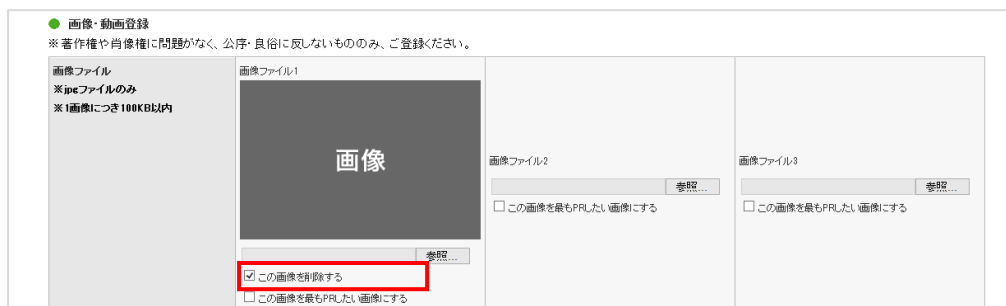 ● 画像・動画登録
※著作権や肖像権に問題がなく、公序・良俗に反しないもののみ、ご登録ください。
画像ファイル
※jpgファイルのみ
※1画像につき100KB以内
画像ファイル1
画像
参照...
この画像を削除する
この画像を最もPRしたい画像にする
画像ファイル2
参照...
この画像を最もPRしたい画像にする
画像ファイル3
参照...
この画像を最もPRしたい画像にする